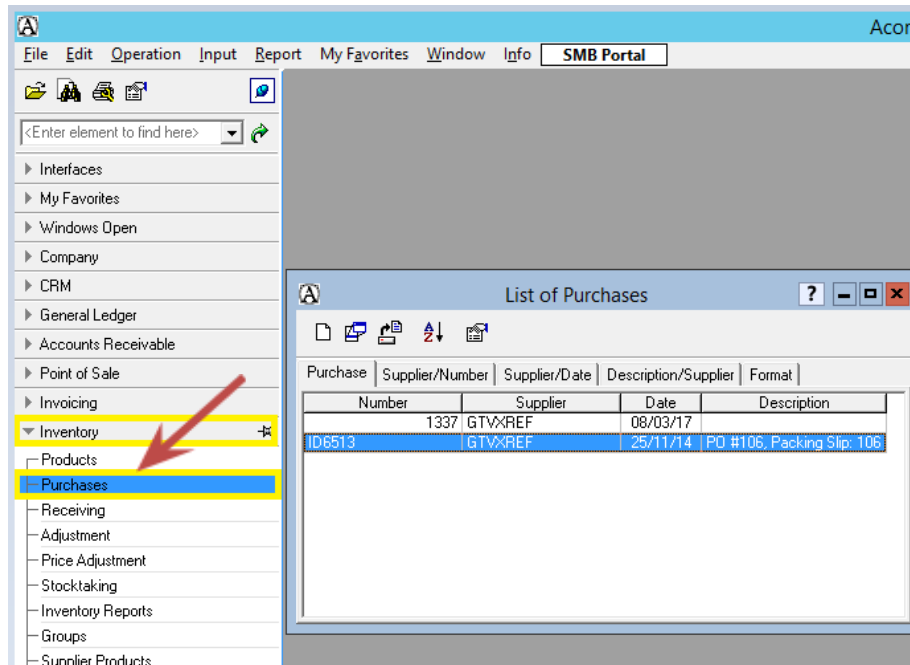 Acor
File Edit Operation Input Report My Favorites Window Info SMB Portal
<Enter element to find here>
Interfaces
My Favorites
Windows Open
Company
CRM
General Ledger
Accounts Receivable
Point of Sale
Invoicing
Inventory
Products
Purchases
Receiving
Adjustment
Price Adjustment
Stocktaking
Inventory Reports
Groups
Supplier Products
List of Purchases
Purchase Supplier/Number Supplier/Date Description/Supplier Format
Number Supplier Date Description
1337 GTVXREF 08/03/17
ID6513 GTVXREF 25/11/14 PO #106, Packing Slip: 106